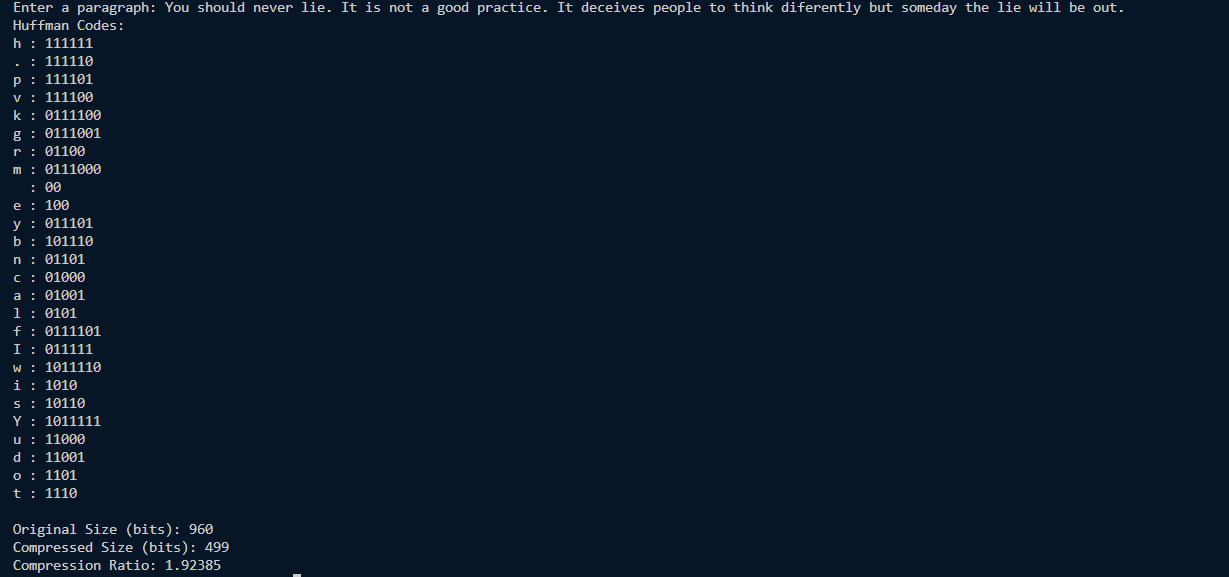 Enter a paragraph: You should never lie. It is not a good practice. It deceives people to think diferently but someday the lie will be out.
Huffman Codes:
h : 111111
. : 111110
p : 111101
v : 111100
k : 0111100
g : 0111001
r : 01100
m : 0111000
  : 00
e : 100
y : 011101
b : 101110
n : 01101
c : 01000
a : 01001
l : 0101
f : 0111101
I : 011111
w : 1011110
i : 1010
s : 10110
Y : 1011111
u : 11000
d : 11001
o : 1101
t : 1110
Original Size (bits): 960
Compressed Size (bits): 499
Compression Ratio: 1.92385